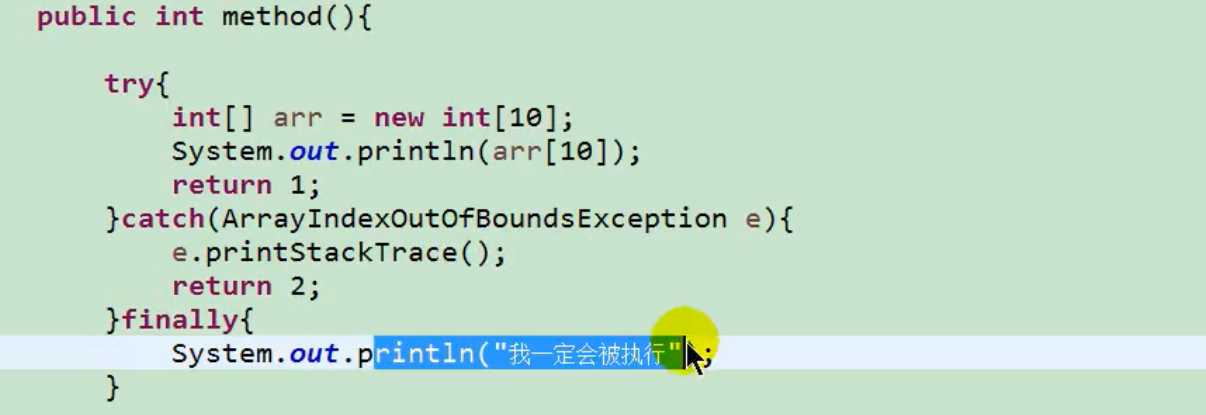 public int method(){
try{
int[] arr = new int[10];
System.out.println(arr[10]);
return 1;
}catch(ArrayIndexOutOfBoundsException e){
e.printStackTrace();
return 2;
}finally{
System.out.println("我一定会被执行");
}